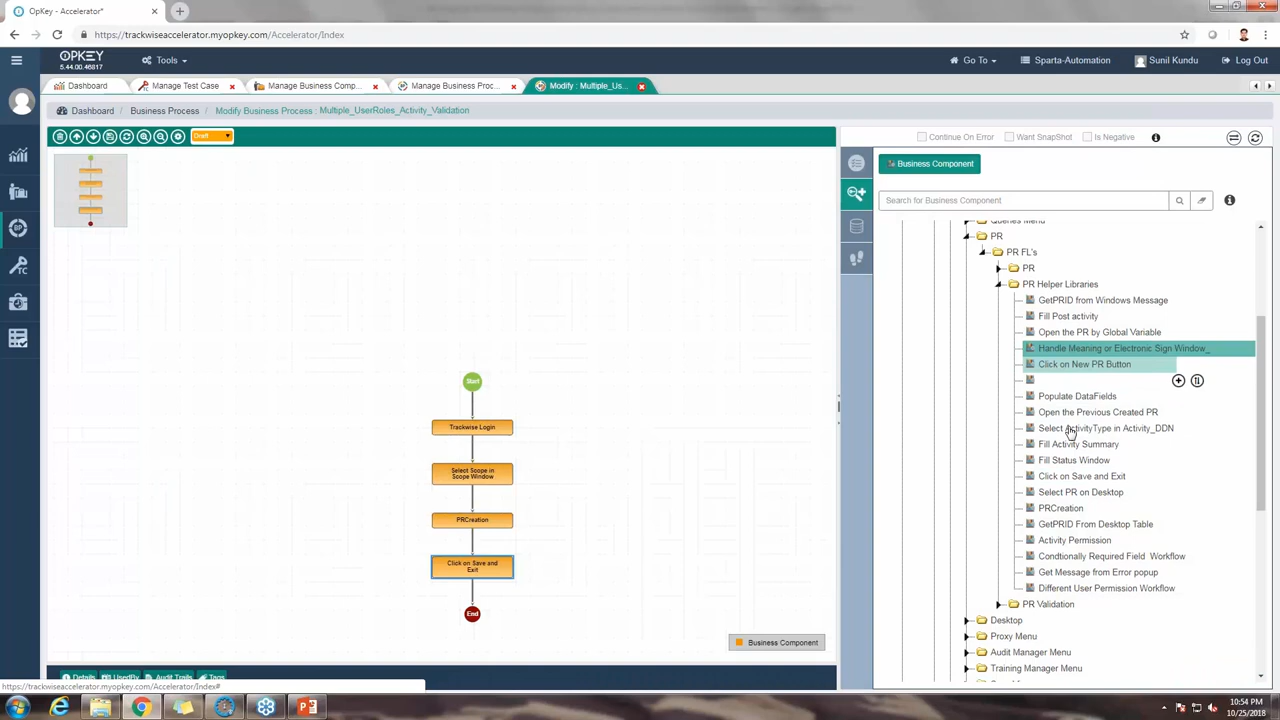 OpKey - Accelerator*
https://trackwiseaccelerator.myopkey.com/Accelerator/Index
OPKEY
5.44.00.46817
Tools
Go To
Sparta-Automation
Sunil Kundu
Log Out
Dashboard
Manage Test Case
Manage Business Comp...
Manage Business Proc...
Modify : Multiple_Us...
Dashboard
Business Process
Modify Business Process : Multiple_UserRoles_Activity_Validation
Draft
Continue On Error
Want SnapShot
Is Negative
Business Component
Search for Business Component
Queries Menu
PR
PR FL's
PR
PR Helper Libraries
GetPRID from Windows Message
Fill Post activity
Open the PR by Global Variable
Handle Meaning or Electronic Sign Window_
Click on New PR Button
Populate DataFields
Open the Previous Created PR
Select ActivityType in Activity_DDN
Fill Activity Summary
Fill Status Window
Click on Save and Exit
Select PR on Desktop
PRCreation
GetPRID From Desktop Table
Activity Permission
Condtionally Required Field Workflow
Get Message from Error popup
Different User Permission Workflow
PR Validation
Desktop
Proxy Menu
Audit Manager Menu
Training Manager Menu
Start
Trackwise Login
Select Scope in
Scope Window
PRCreation
Click on Save and
Exit
End
Business Component
Details
UsedBy
Audit Trails
Tags
https://trackwiseaccelerator.myopkey.com/Accelerator/Index#
10:54 PM
10/25/2018